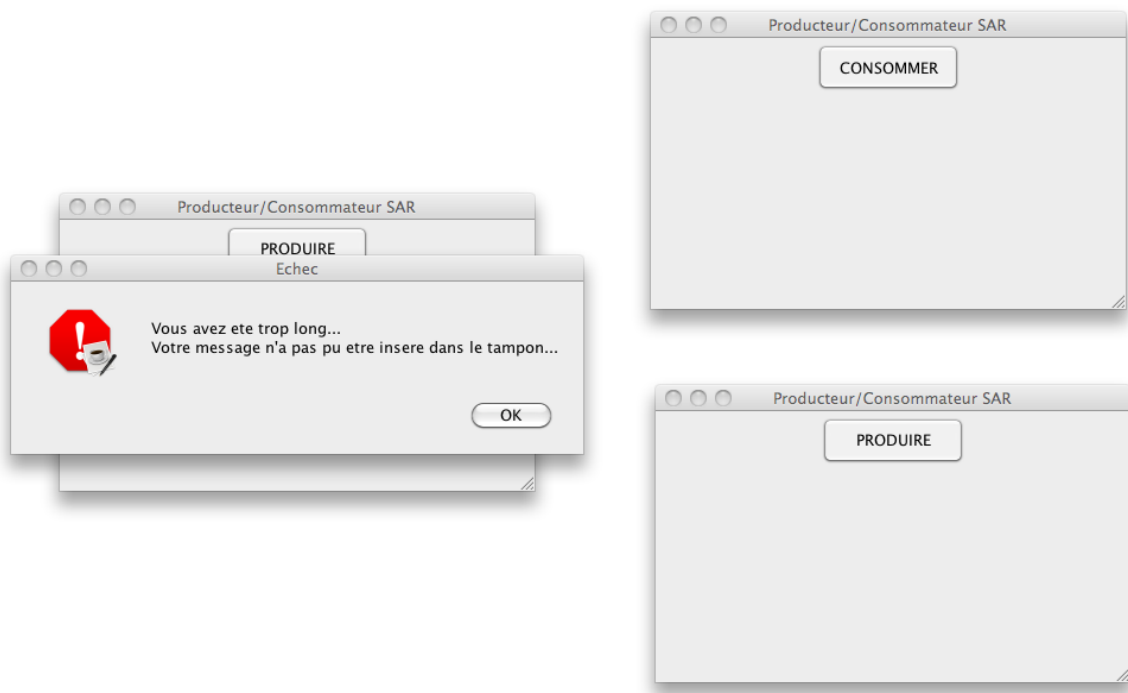 Producteur/Consommateur SAR
CONSOMMER
Producteur/Consommateur SAR
PRODUIRE
Echec
Vous avez ete trop long...
Votre message n'a pas pu etre insere dans le tampon...
OK
Producteur/Consommateur SAR
PRODUIRE